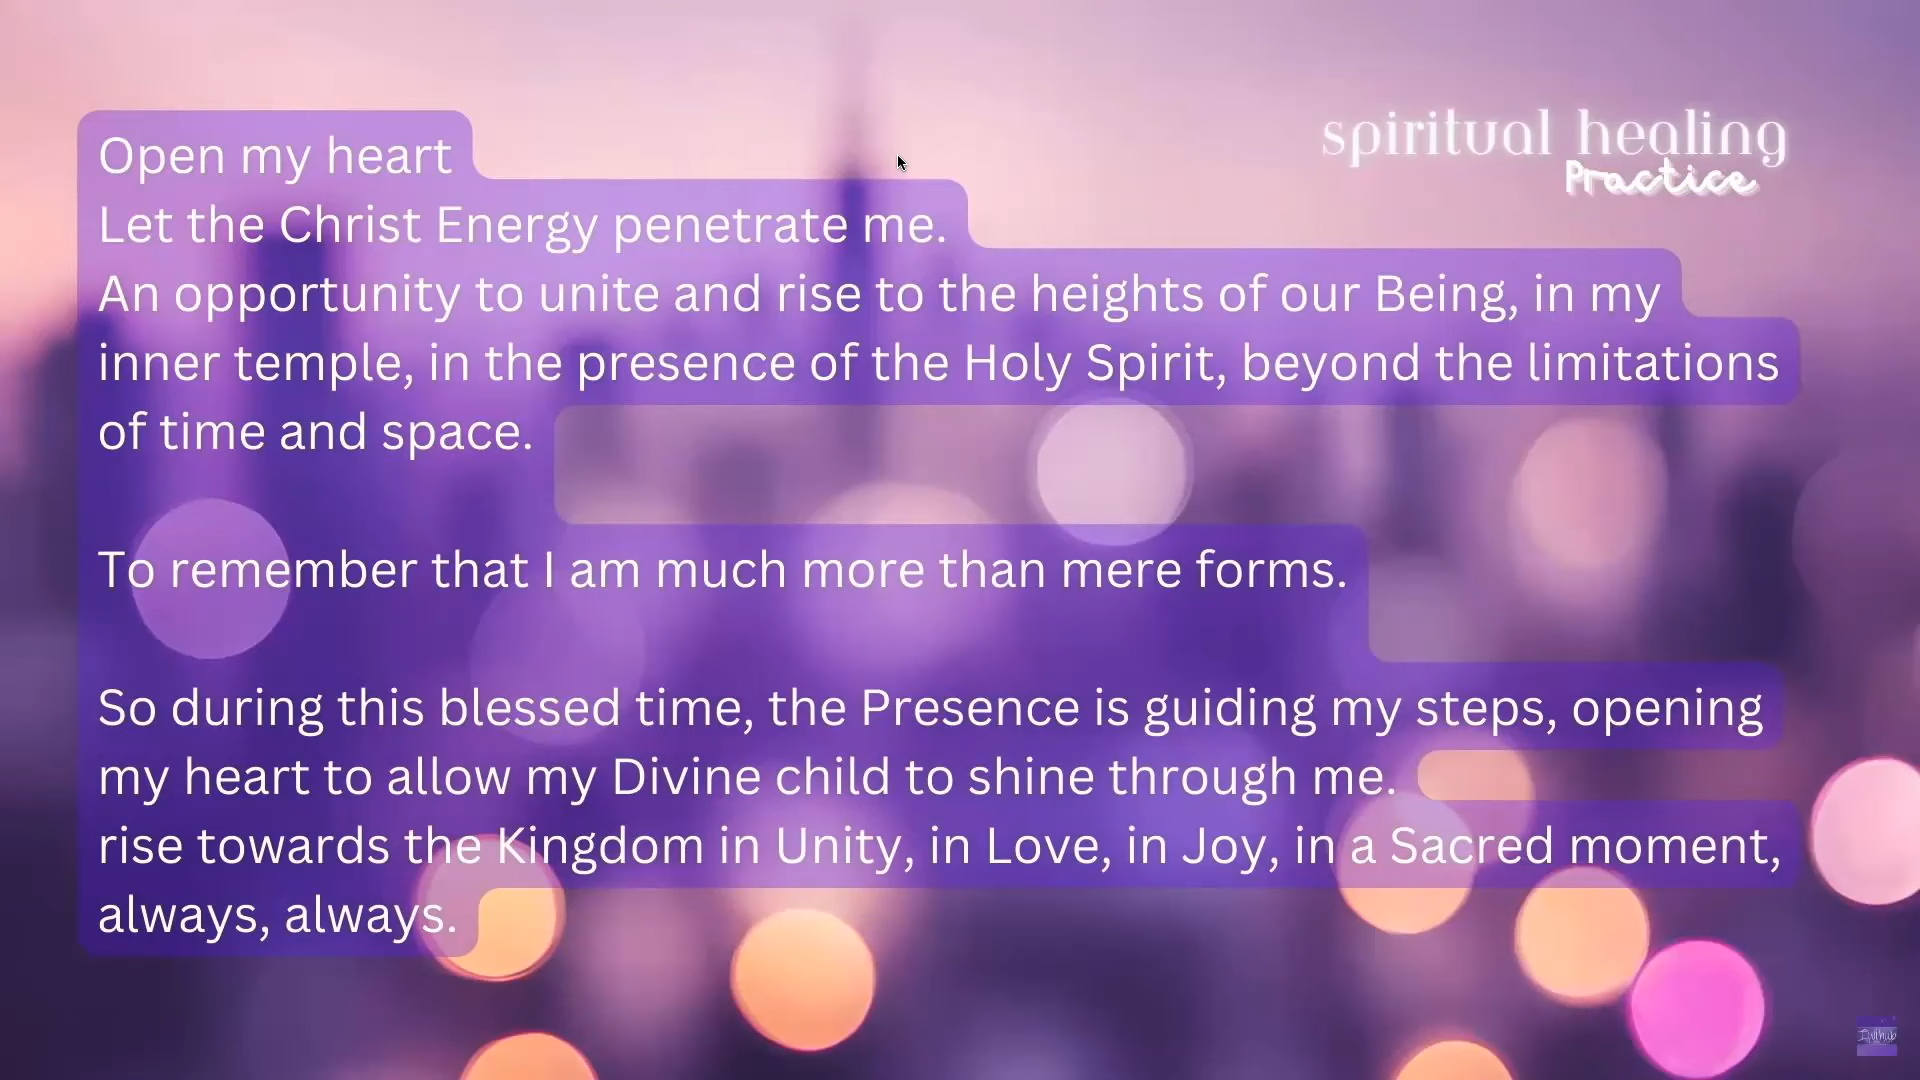 spiritual healing
Practice
Open my heart
Let the Christ Energy penetrate me.
An opportunity to unite and rise to the heights of our Being, in my
inner temple, in the presence of the Holy Spirit, beyond the limitations
of time and space.
To remember that I am much more than mere forms.
So during this blessed time, the Presence is guiding my steps, opening
my heart to allow my Divine child to shine through me.
rise towards the Kingdom in Unity, in Love, in Joy, in a Sacred moment,
always, always.